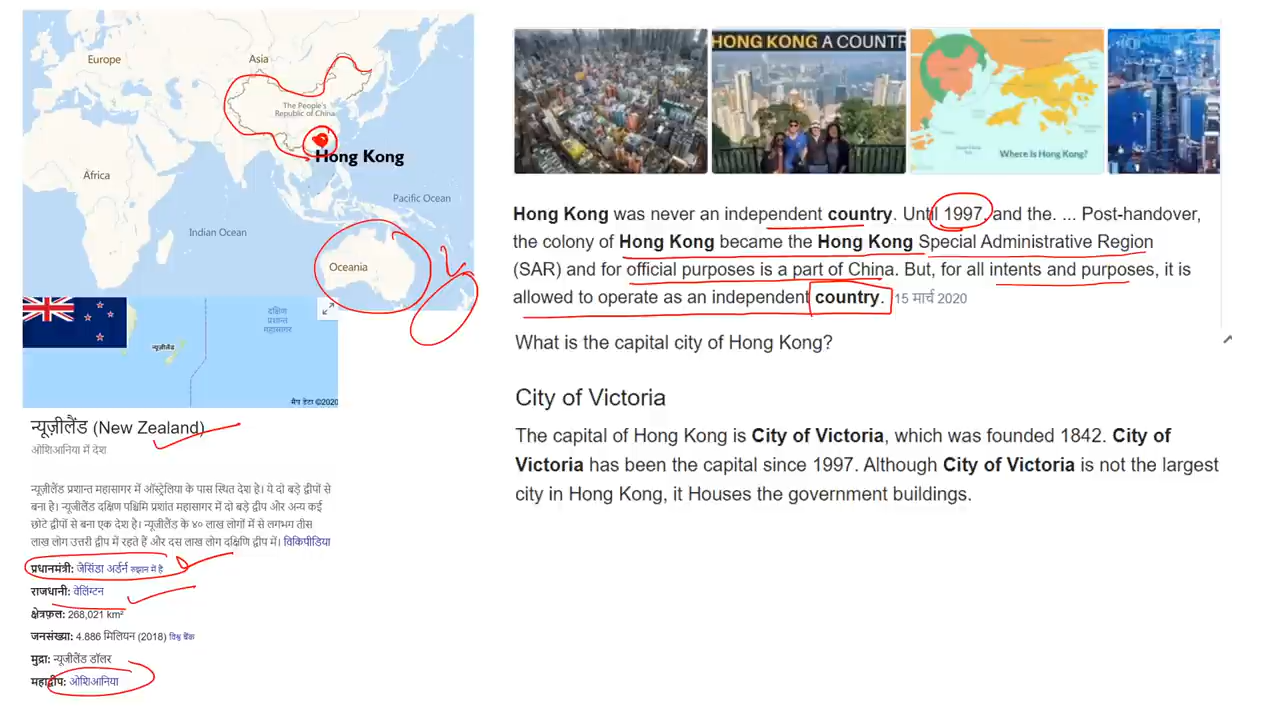 Europe
Asia
The People's
Republic of China
Hong Kong
África
Pacific Ocean
Indian Ocean
Oceania
दक्षिण
प्रशान्त
महासागर
न्यूज़ीलैंड
मैप डेटा ©2020
न्यूज़ीलैंड (New Zealand)
ओशिआनिया में देश
न्यूज़ीलैंड प्रशान्त महासागर में ऑस्ट्रेलिया के पास स्थित देश है। ये दो बड़े द्वीपों से
बना है। न्यूजीलैंड दक्षिण पश्चिमि प्रशांत महासागर में दो बड़े द्वीप और अन्य कई
छोटे द्वीपों से बना एक देश है। न्यूजीलैंड के ४० लाख लोगों में से लगभग तीस
लाख लोग उत्तरी द्वीप में रहते हैं और दस लाख लोग दक्षिणि द्वीप में। विकिपीडिया
प्रधानमंत्री: जेसिंडा अर्डर्न रुझान में है
राजधानी: वेलिंग्टन
क्षेत्रफ़ल: 268,021 km²
जनसंख्या: 4.886 मिलियन (2018) विश्व बैंक
मुद्रा: न्यूज़ीलैंड डॉलर
महाद्वीप: ओशिआनिया
HONG KONG A COUNTR
Where Is Hong Kong?
Hong Kong was never an independent country. Until 1997, and the. ... Post-handover,
the colony of Hong Kong became the Hong Kong Special Administrative Region
(SAR) and for official purposes is a part of China. But, for all intents and purposes, it is
allowed to operate as an independent country. 15 मार्च 2020
What is the capital city of Hong Kong?
City of Victoria
The capital of Hong Kong is City of Victoria, which was founded 1842. City of
Victoria has been the capital since 1997. Although City of Victoria is not the largest
city in Hong Kong, it Houses the government buildings.